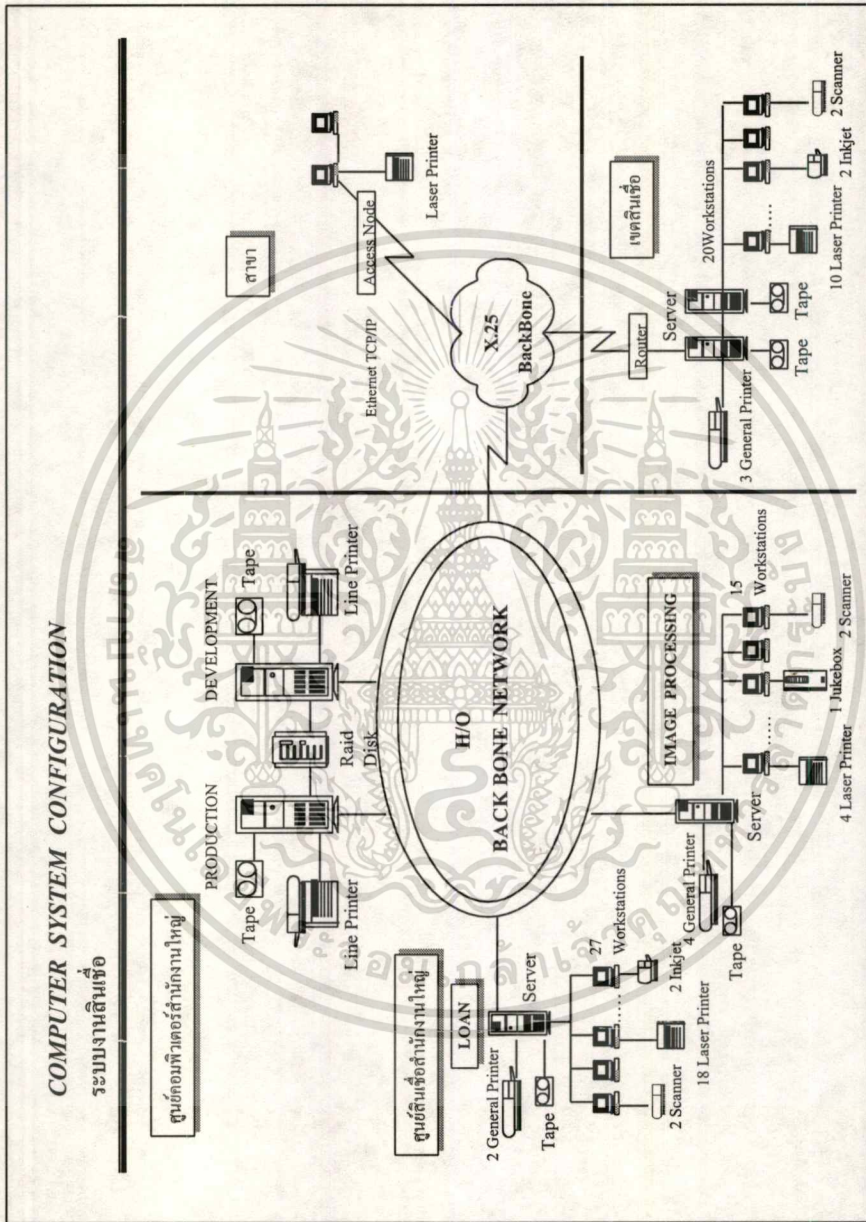 COMPUTER SYSTEM CONFIGURATION
ระบบงานสินเชื่อ
ศูนย์คอมพิวเตอร์สำนักงานใหญ่
PRODUCTION
DEVELOPMENT
Tape
Tape
Line Printer
Raid
Disk
Line Printer
สาขา
Laser Printer
Access Node
Ethernet TCP/IP
X.25
BackBone
H/O
BACK BONE NETWORK
ศูนย์สินเชื่อสำนักงานใหญ่
LOAN
Server
2 General Printer
Tape
27
Workstations
2 Scanner
18 Laser Printer
2 Inkjet
IMAGE PROCESSING
4 General Printer
Tape
Server
15
Workstations
4 Laser Printer
1 Jukebox
2 Scanner
เขตสินเชื่อ
Router
Server
3 General Printer
Tape
Tape
20Workstations
10 Laser Printer
2 Inkjet
2 Scanner